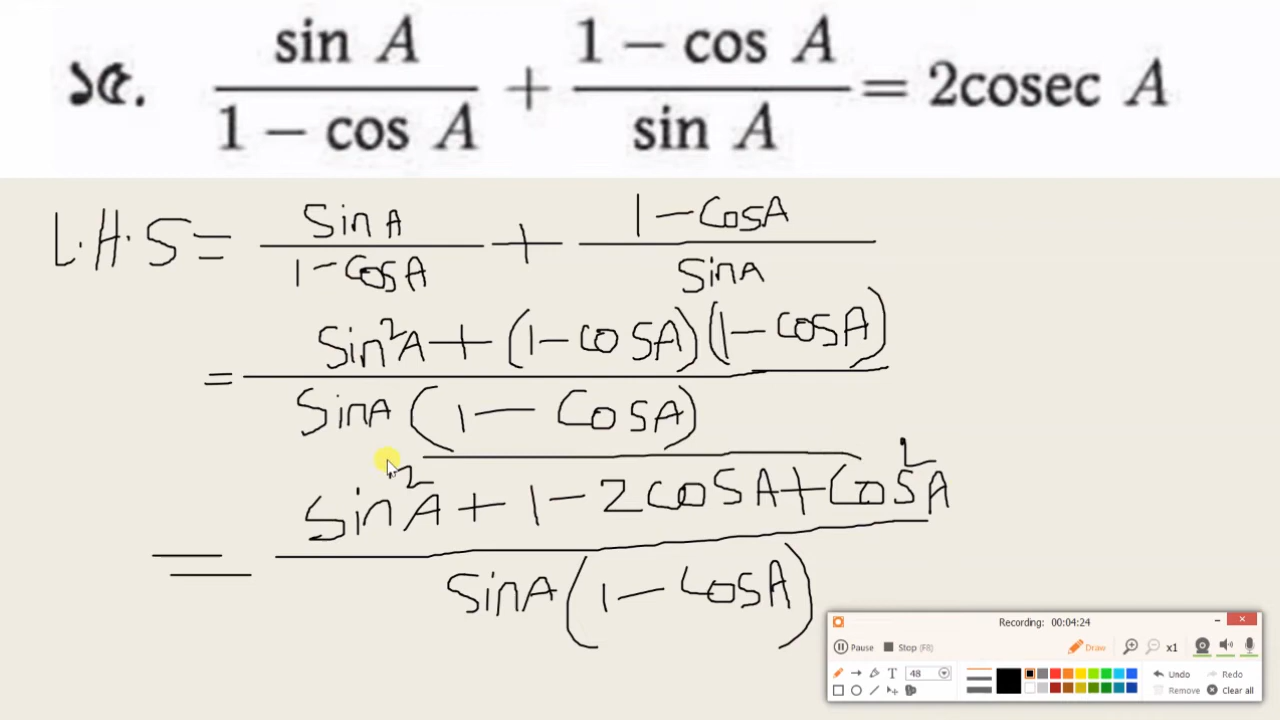 ১৫. sin A / 1 − cos A + 1 − cos A / sin A = 2cosec A
L.H.S = SinA / 1 − CosA + 1 − CosA / SinA
= Sin²A + (1 − COSA)(1 − COSA) / SinA (1 − COSA)
= Sin²A + 1 − 2COSA + COS²A / SinA (1 − COSA)
Recording: 00:04:24
Pause Stop (F8) Draw x1
T 48 Undo Redo
Remove Clear all